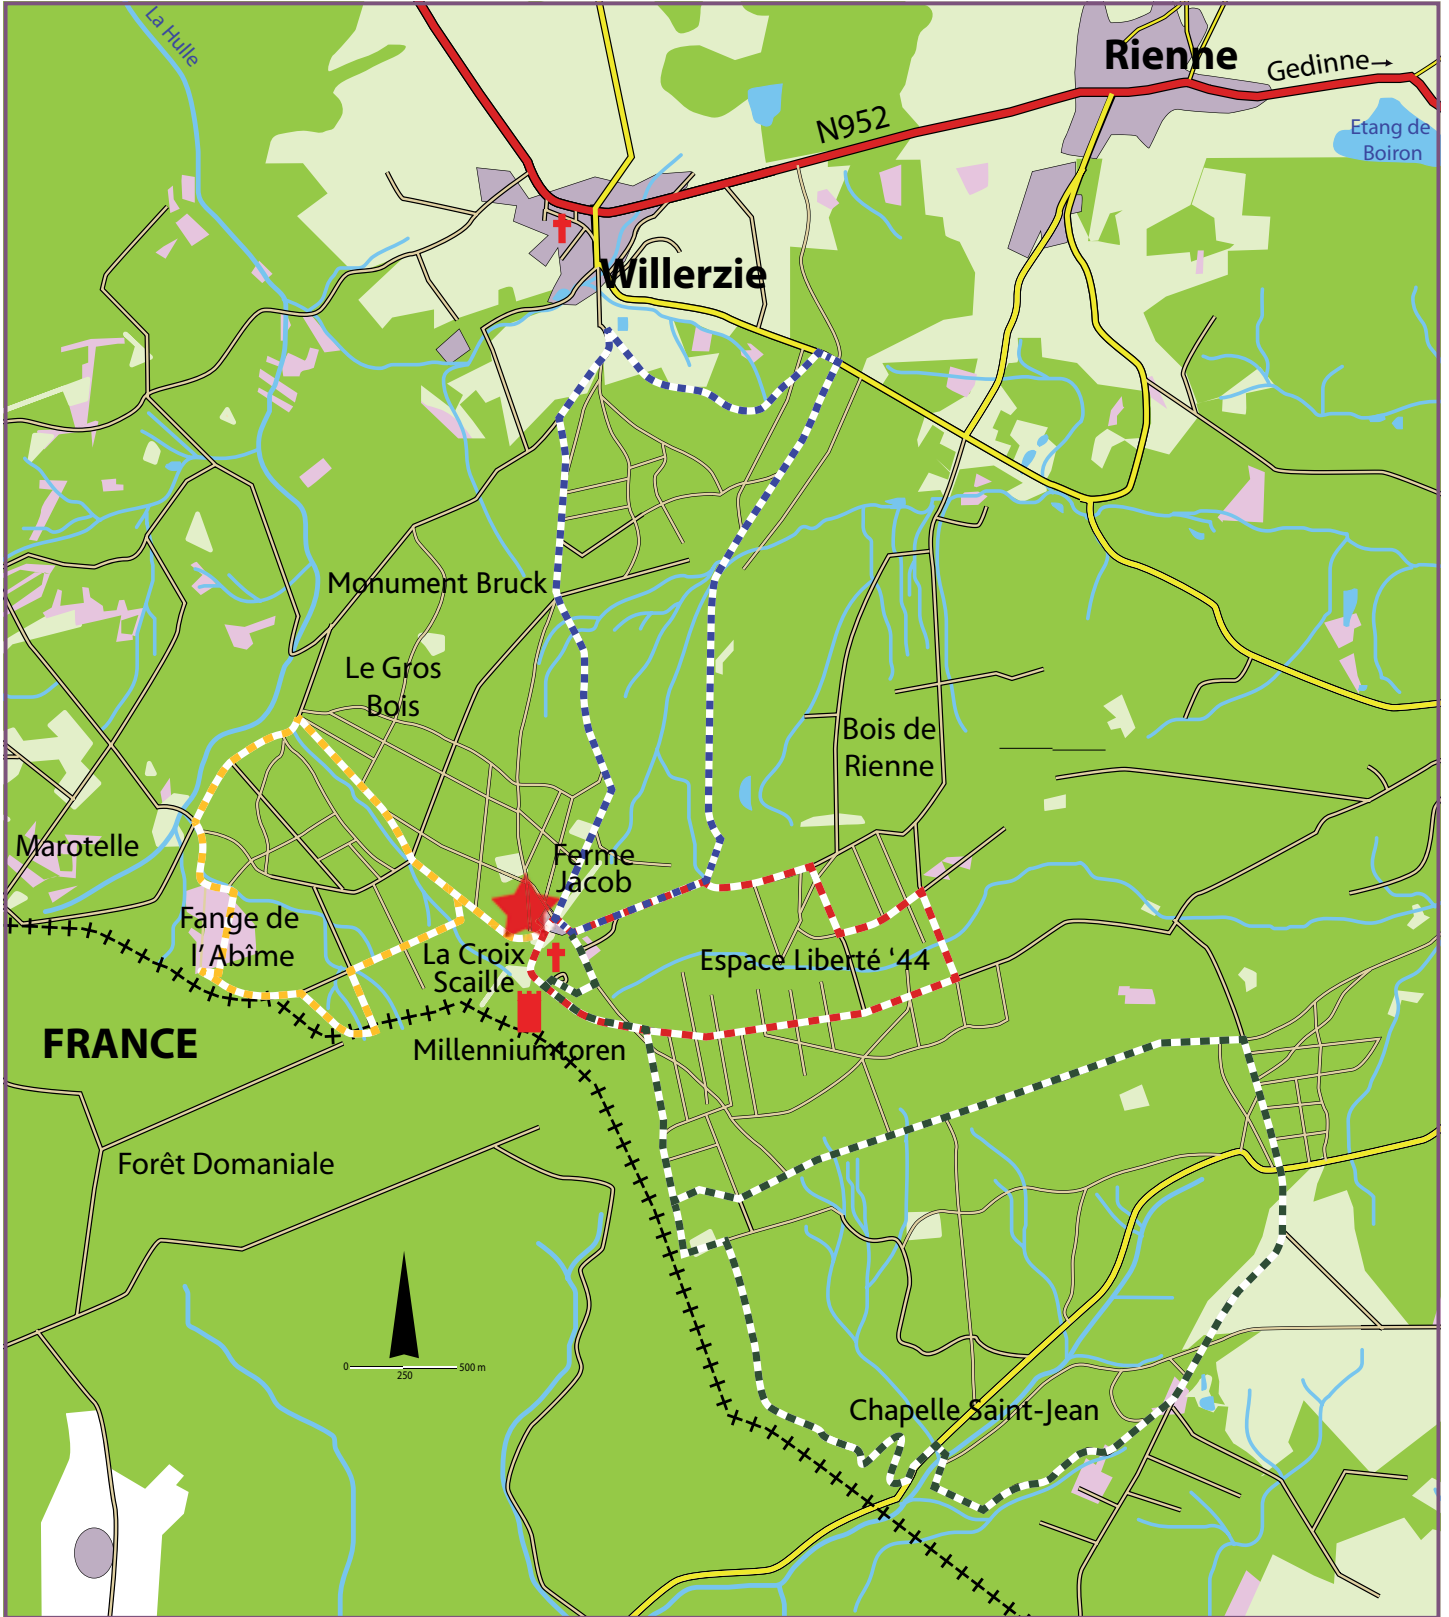 La Hulle
Rienne
Gedinne→
N952
Etang de
Boiron
Willerzie
Monument Bruck
Le Gros
Bois
Bois de
Rienne
Marotelle
Ferme
Jacob
Fange de
l'Abîme
La Croix
Scaille
Espace Liberté ‘44
FRANCE
Millenniumtoren
Forêt Domaniale
0
500 m
250
Chapelle Saint-Jean